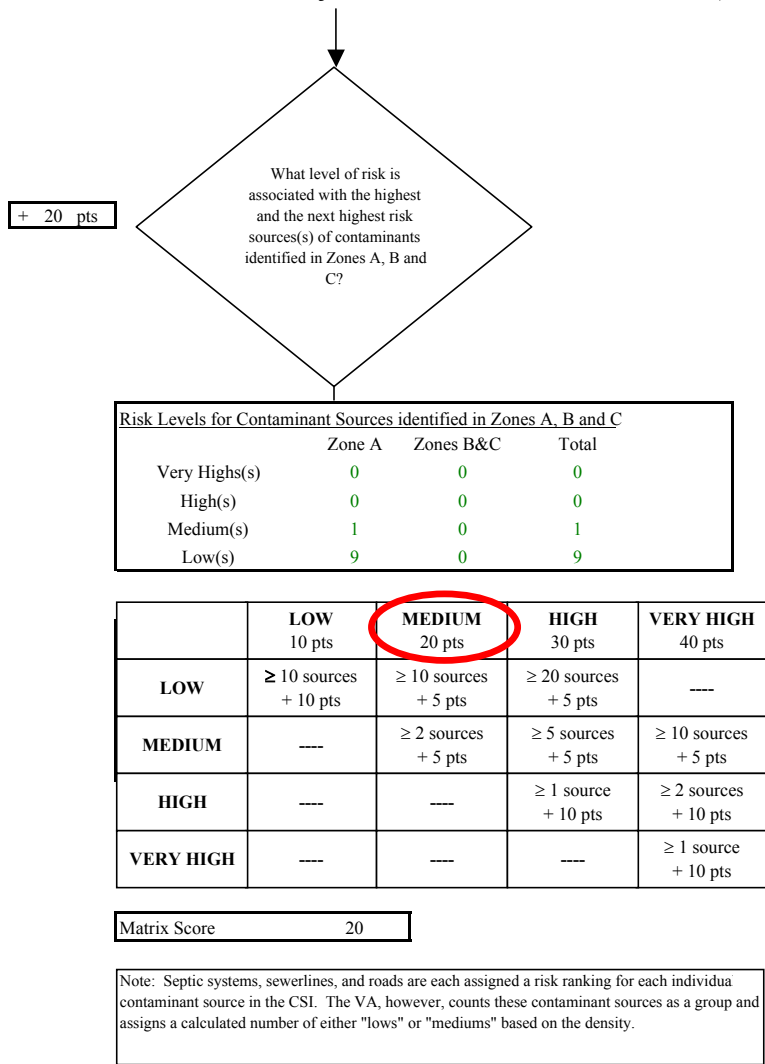 + 20 pts
What level of risk is
associated with the highest
and the next highest risk
sources(s) of contaminants
identified in Zones A, B and
C?
Risk Levels for Contaminant Sources identified in Zones A, B and C
Zone A Zones B&C Total
Very Highs(s) 0 0 0
High(s) 0 0 0
Medium(s) 1 0 1
Low(s) 9 0 9
LOW MEDIUM HIGH VERY HIGH
10 pts 20 pts 30 pts 40 pts
LOW ≥ 10 sources + 10 pts ≥ 10 sources + 5 pts ≥ 20 sources + 5 pts ----
MEDIUM ---- ≥ 2 sources + 5 pts ≥ 5 sources + 5 pts ≥ 10 sources + 5 pts
HIGH ---- ---- ≥ 1 source + 10 pts ≥ 2 sources + 10 pts
VERY HIGH ---- ---- ---- ≥ 1 source + 10 pts
Matrix Score 20
Note: Septic systems, sewerlines, and roads are each assigned a risk ranking for each individua
contaminant source in the CSI. The VA, however, counts these contaminant sources as a group and
assigns a calculated number of either "lows" or "mediums" based on the density.